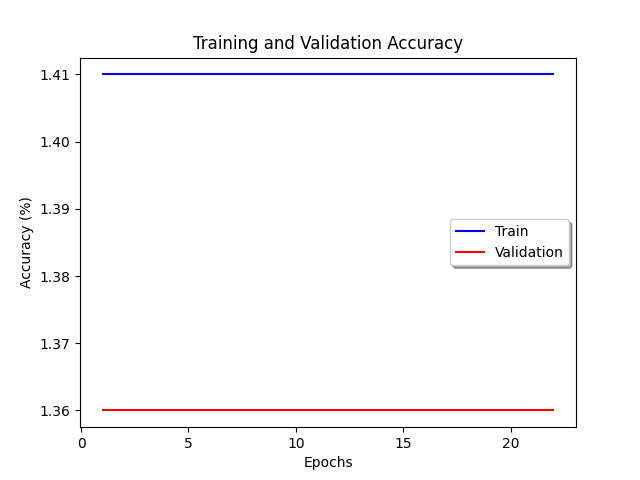 Training and Validation Accuracy
1.41
1.40
1.39
1.38
1.37
1.36
Accuracy (%)
Train
Validation
0 5 10 15 20
Epochs